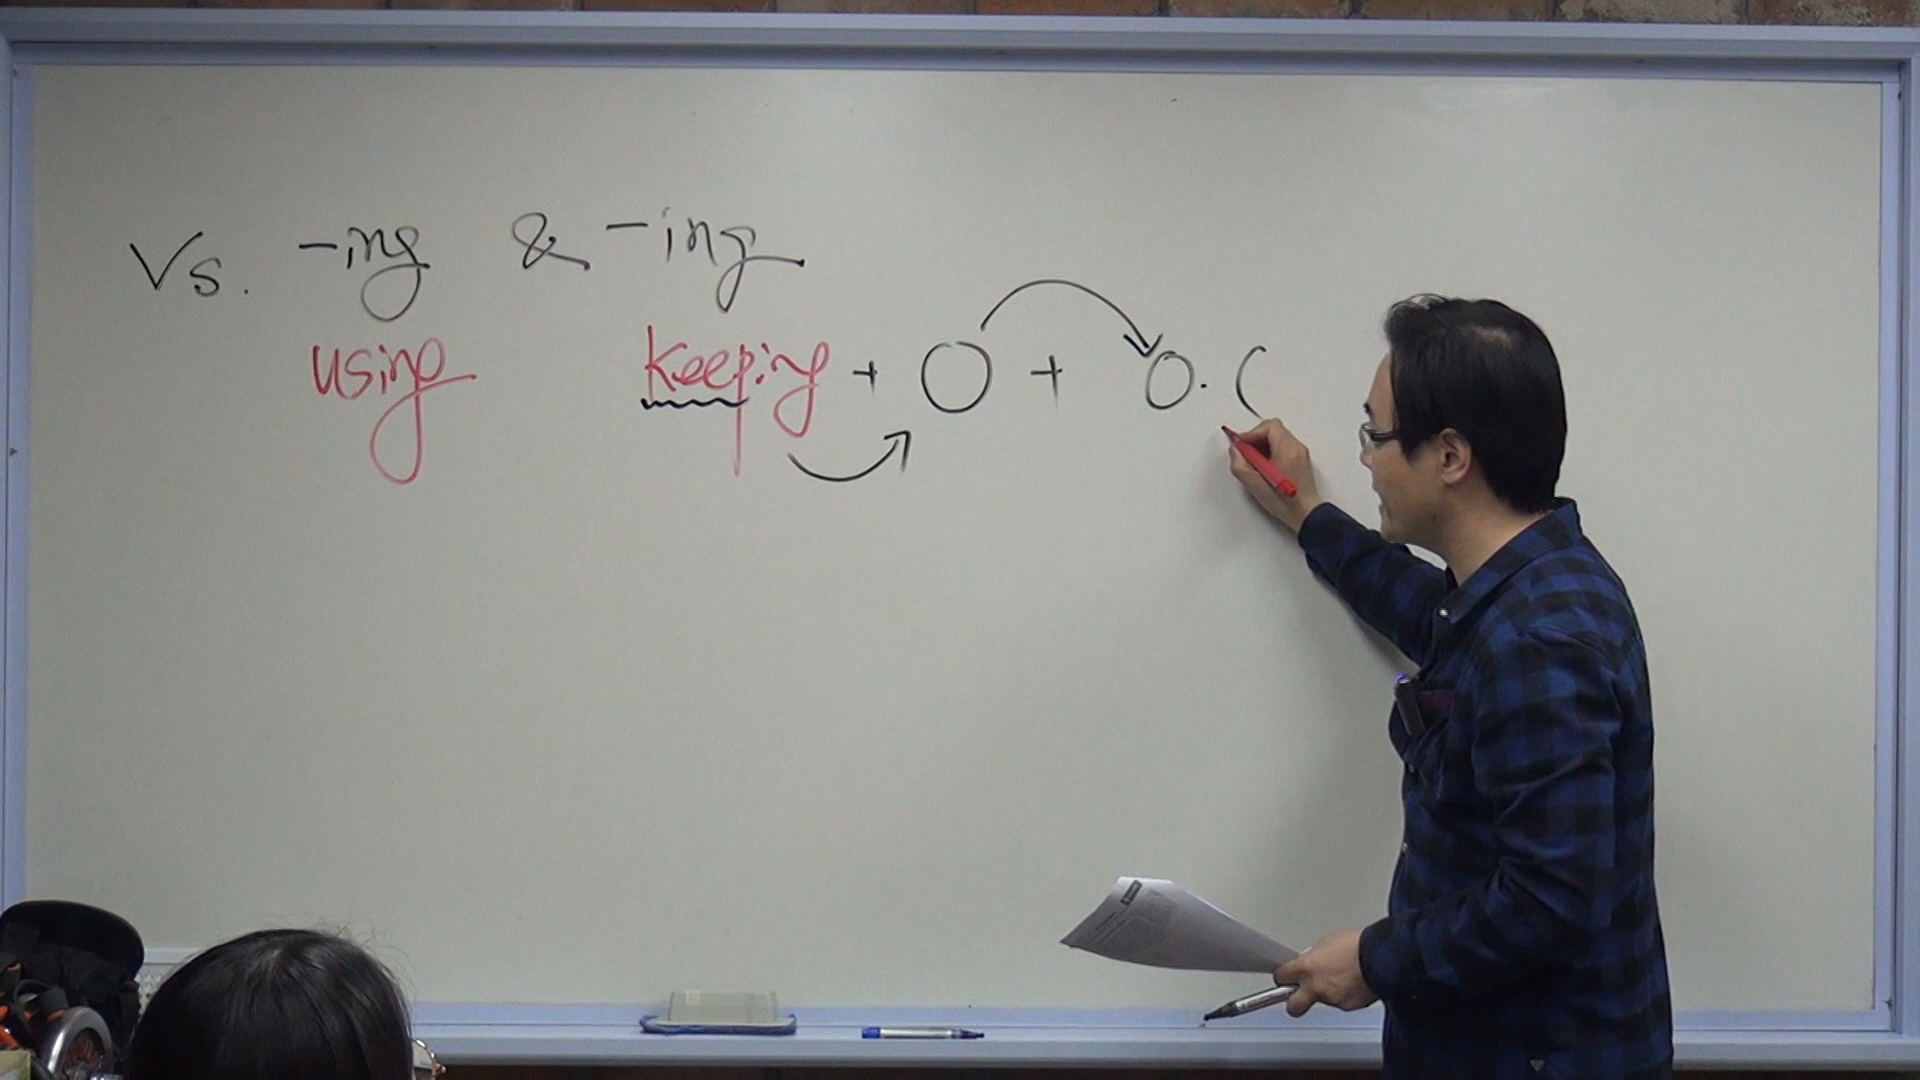 Vs. -ing & -ing
using keeping + O + O.C